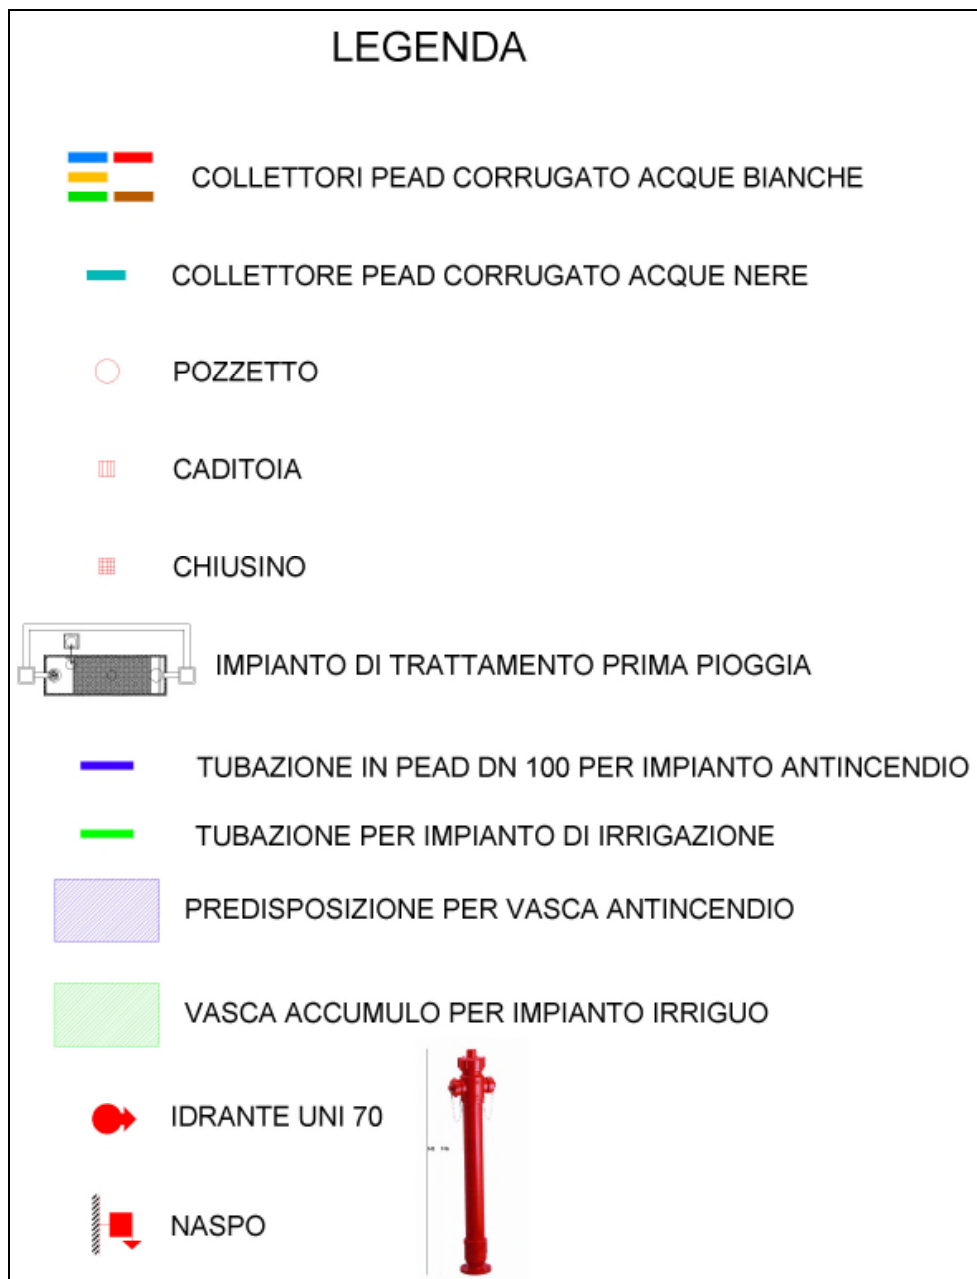 LEGENDA
COLLETTORI PEAD CORRUGATO ACQUE BIANCHE
COLLETTORE PEAD CORRUGATO ACQUE NERE
POZZETTO
CADITOIA
CHIUSINO
IMPIANTO DI TRATTAMENTO PRIMA PIOGGIA
TUBAZIONE IN PEAD DN 100 PER IMPIANTO ANTINCENDIO
TUBAZIONE PER IMPIANTO DI IRRIGAZIONE
PREDISPOSIZIONE PER VASCA ANTINCENDIO
VASCA ACCUMULO PER IMPIANTO IRRIGUO
IDRANTE UNI 70
NASPO